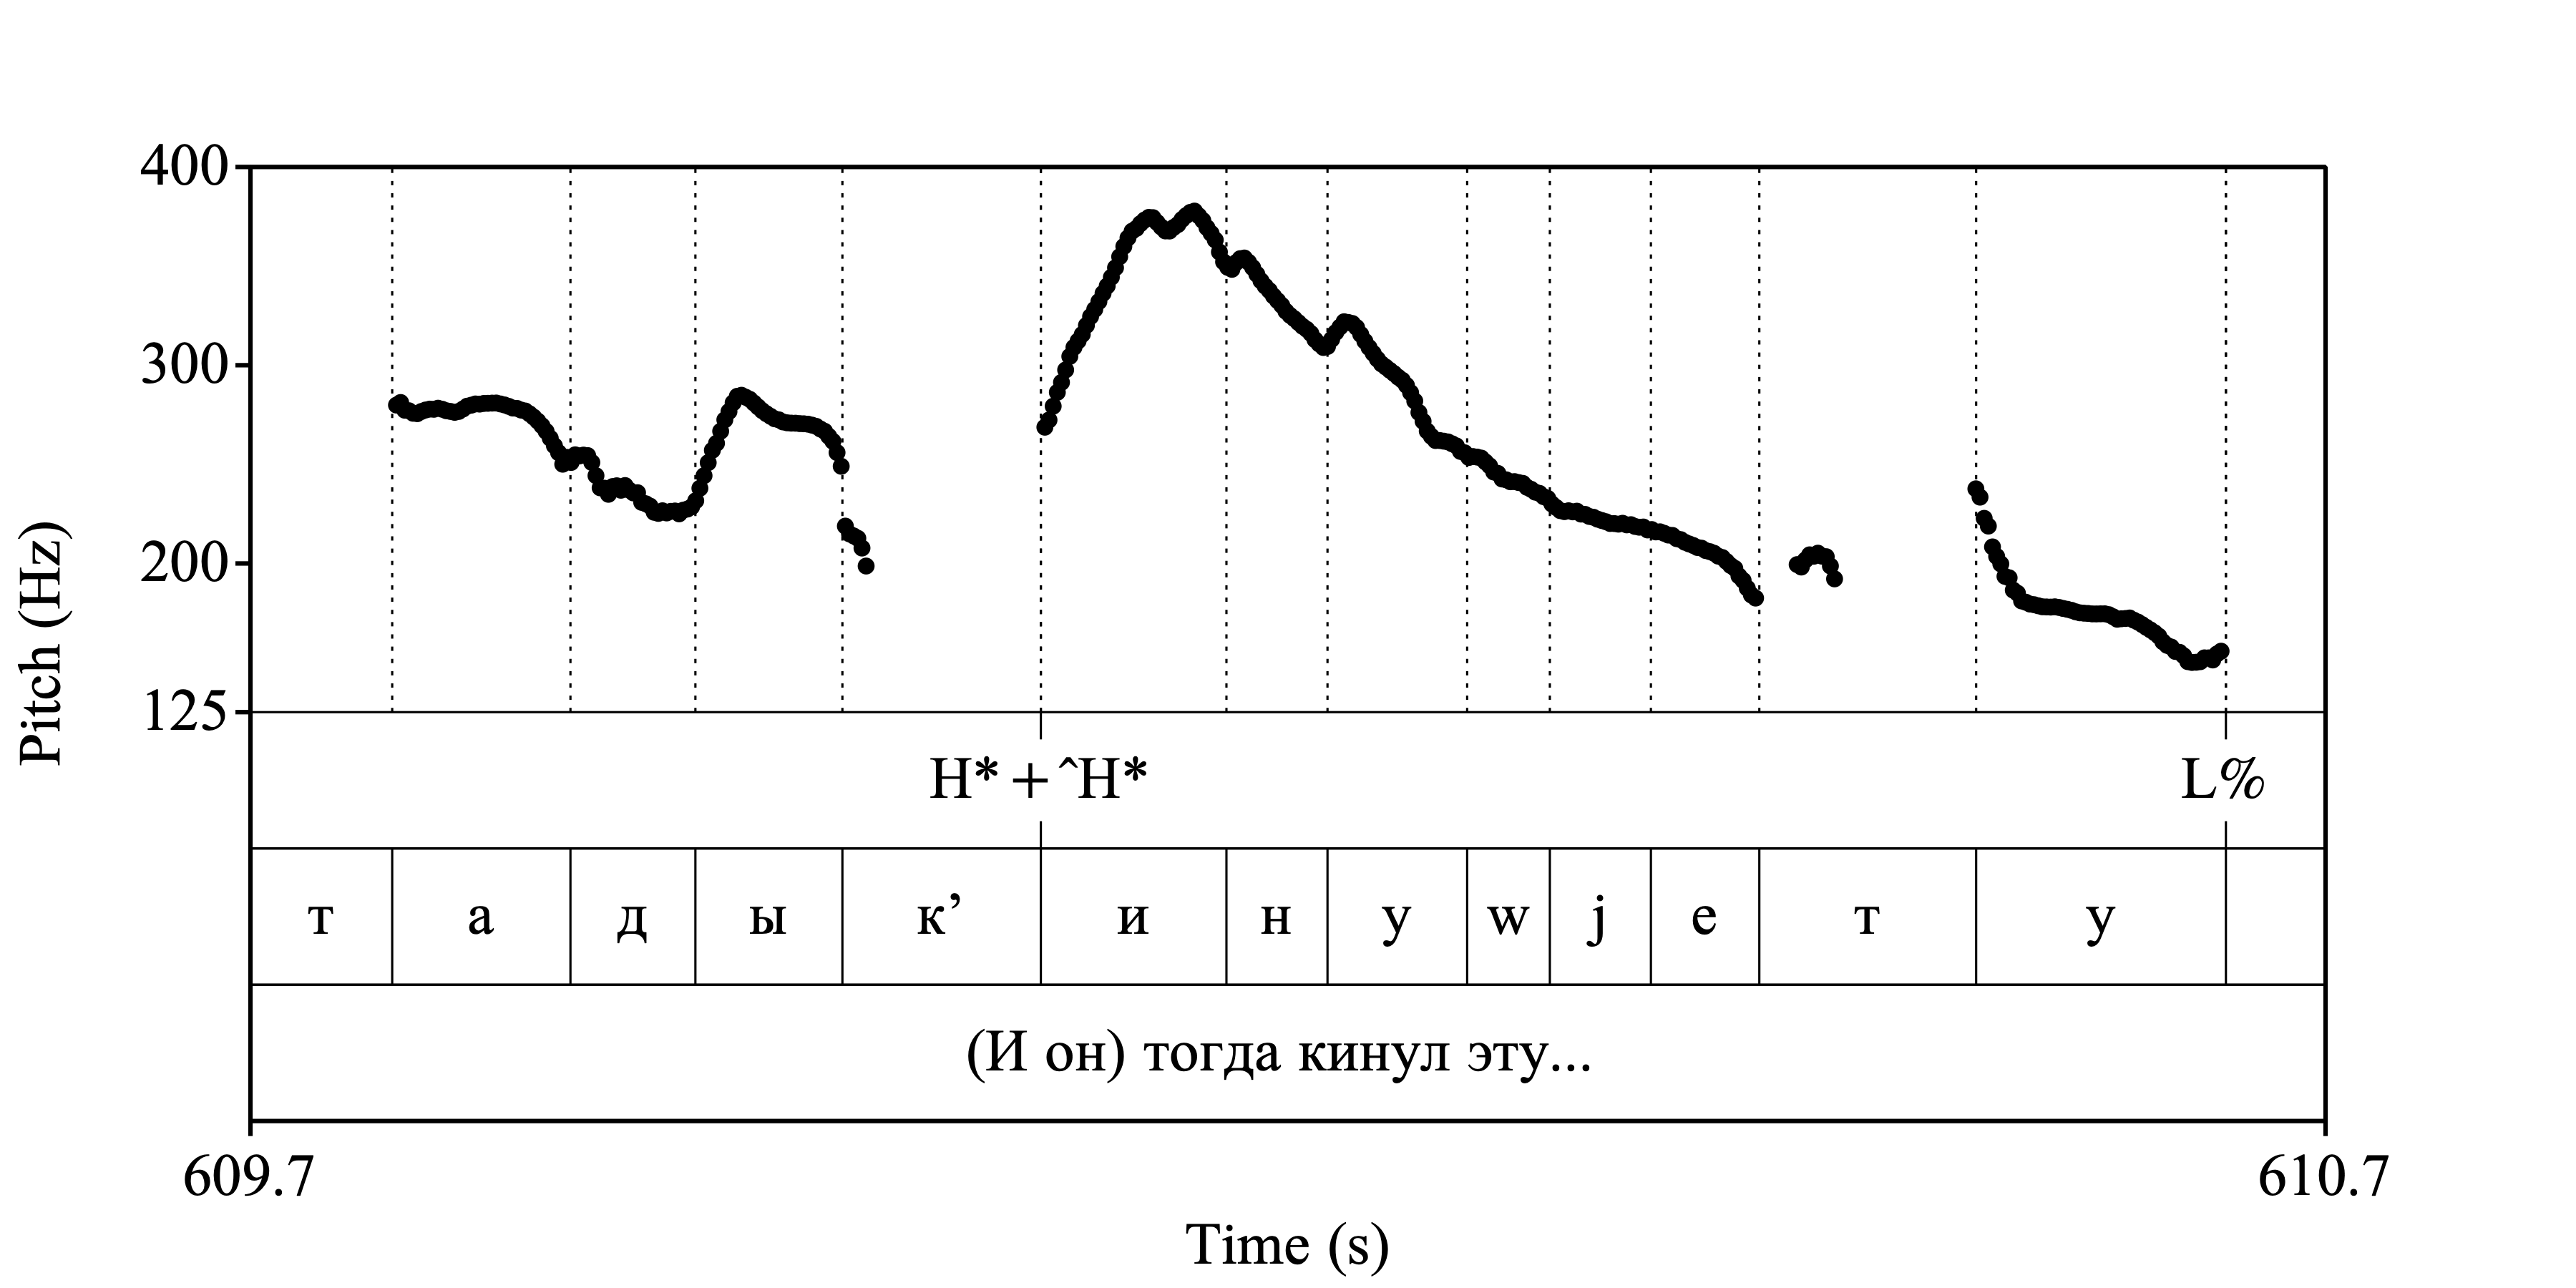 400
300
200
125
Pitch (Hz)
H* + ^H* L%
т а д ы к’ и н у w j е т у
(И он) тогда кинул эту...
609.7 610.7
Time (s)